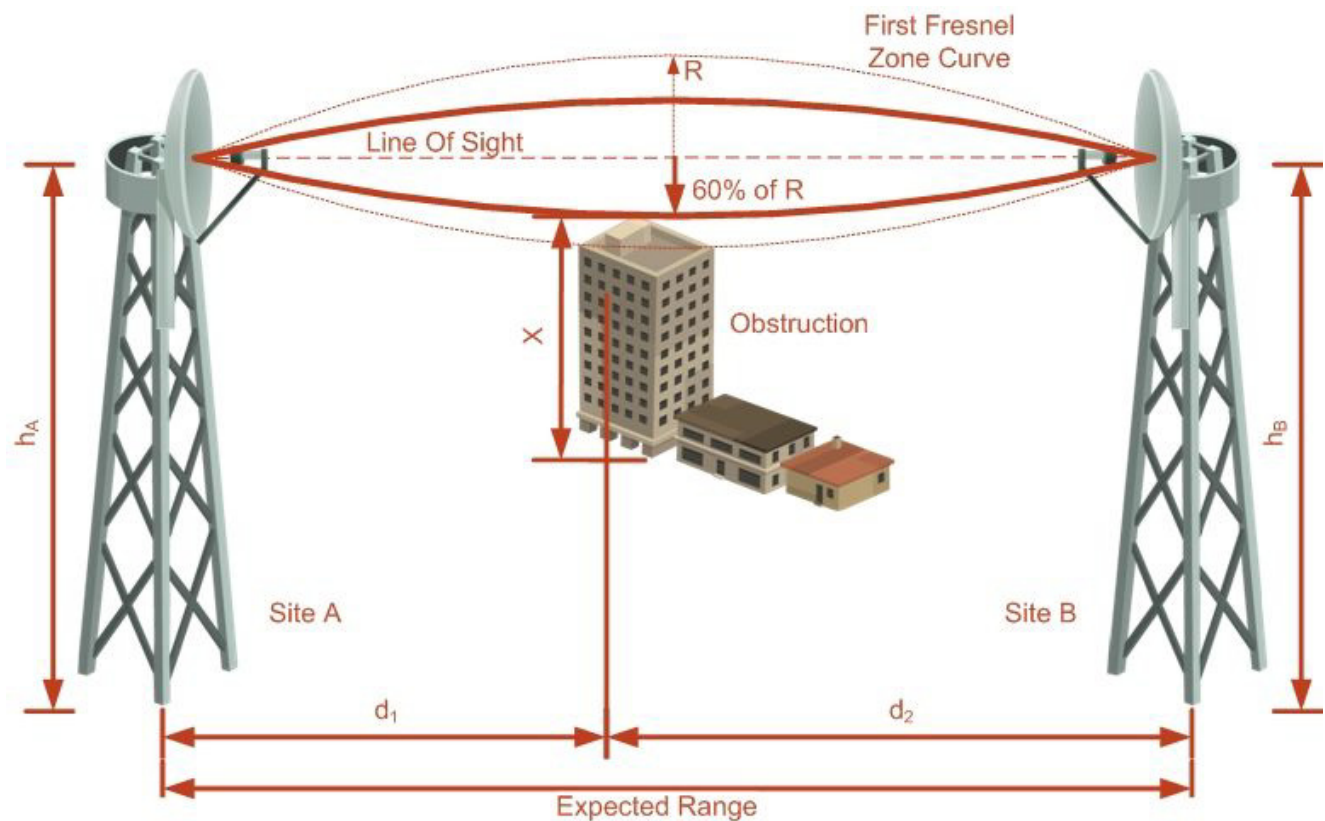 First Fresnel
Zone Curve
R
Line Of Sight
60% of R
X
Obstruction
hA
hB
Site A
Site B
d1
d2
Expected Range